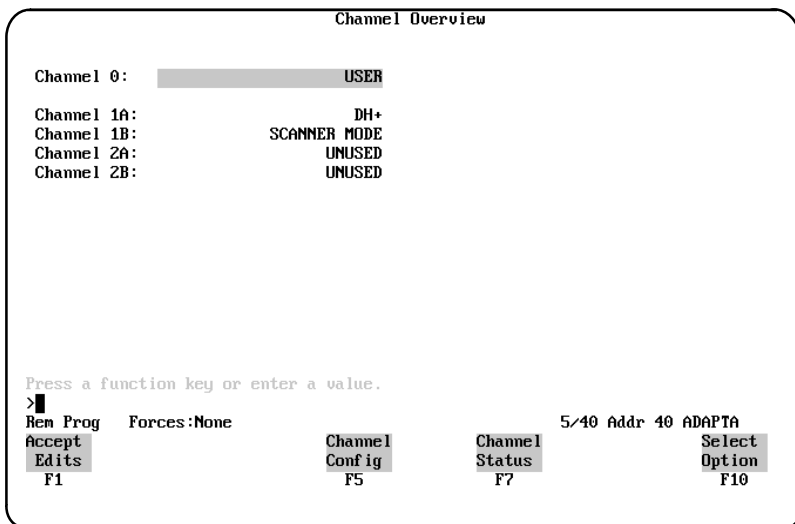 Channel Overview
Channel 0: USER
Channel 1A: DH+
Channel 1B: SCANNER MODE
Channel 2A: UNUSED
Channel 2B: UNUSED
Press a function key or enter a value.
>
Rem Prog Forces:None 5/40 Addr 40 ADAPTA
Accept Channel Channel Select
Edits Config Status Option
F1 F5 F7 F10